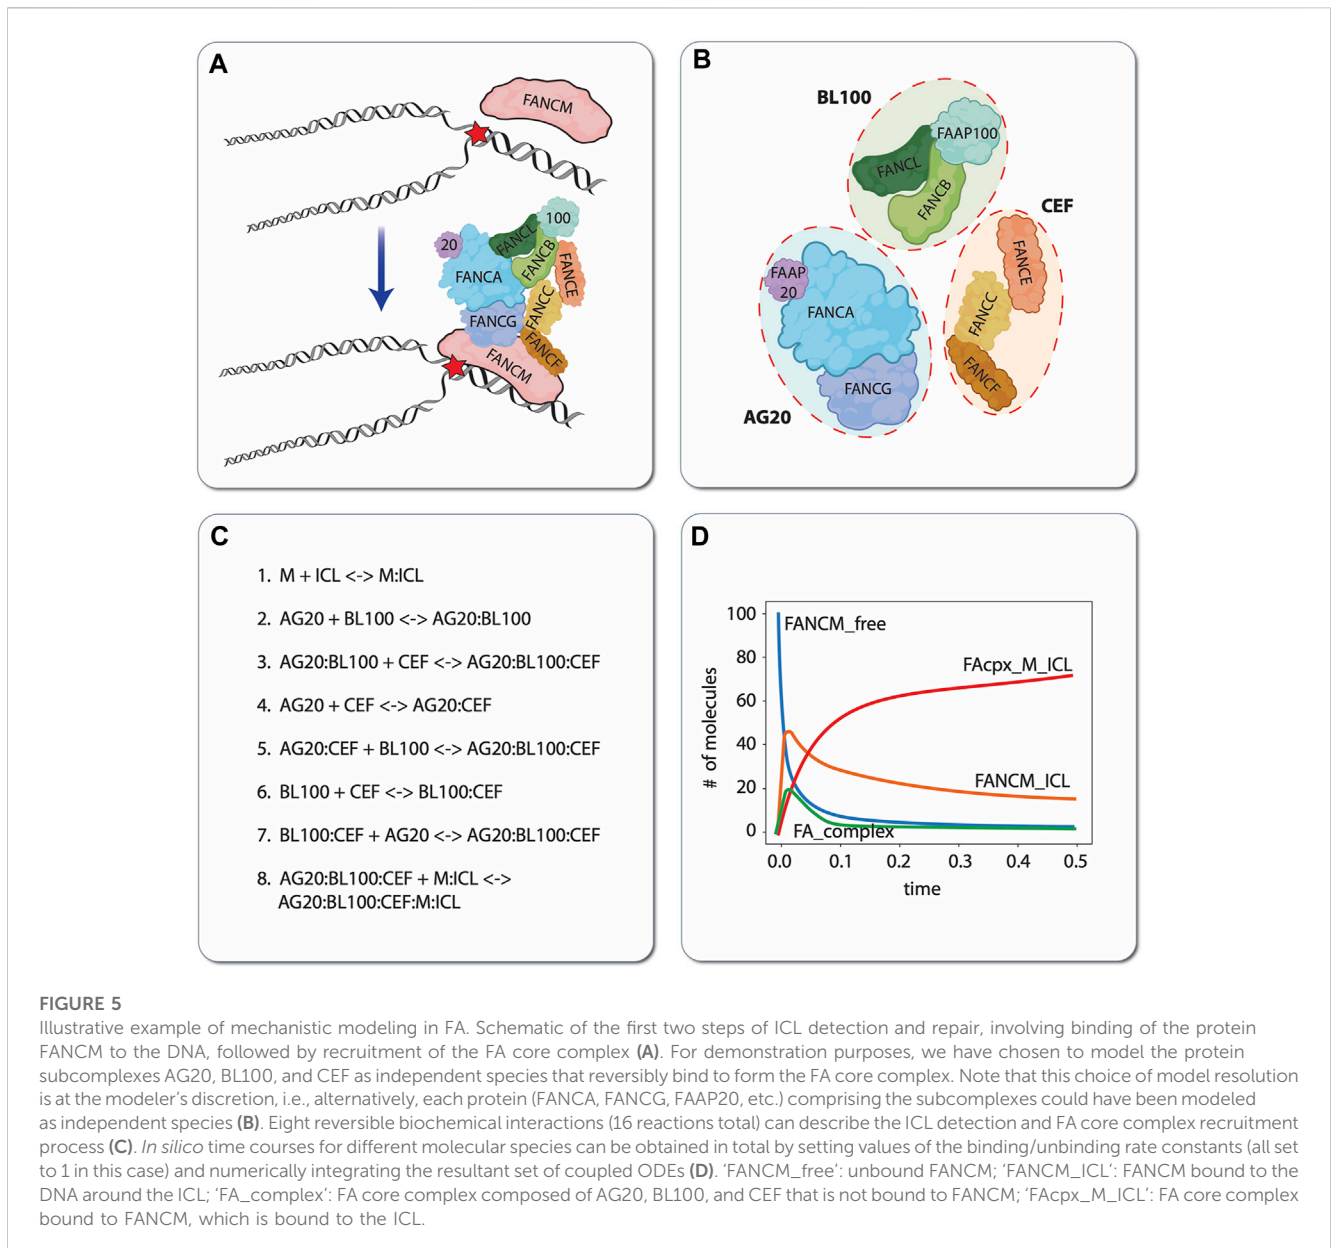 A
FANCM
20
FANCA
FANCL
100
FANCB
FANCE
FANCC
FANCG
FANCF
FANCM
B
BL100
FAAP100
FANCL
FANCB
CEF
FANCE
FANCC
FANCF
FAAP
20
FANCA
FANCG
AG20
C
1. M + ICL <-> M:ICL
2. AG20 + BL100 <-> AG20:BL100
3. AG20:BL100 + CEF <-> AG20:BL100:CEF
4. AG20 + CEF <-> AG20:CEF
5. AG20:CEF + BL100 <-> AG20:BL100:CEF
6. BL100 + CEF <-> BL100:CEF
7. BL100:CEF + AG20 <-> AG20:BL100:CEF
8. AG20:BL100:CEF + M:ICL <->
AG20:BL100:CEF:M:ICL
D
# of molecules
100
80
60
40
20
0
FANCM_free
FAcpx_M_ICL
FANCM_ICL
FA_complex
0.0 0.1 0.2 0.3 0.4 0.5
time
FIGURE 5
Illustrative example of mechanistic modeling in FA. Schematic of the first two steps of ICL detection and repair, involving binding of the protein
FANCM to the DNA, followed by recruitment of the FA core complex (A). For demonstration purposes, we have chosen to model the protein
subcomplexes AG20, BL100, and CEF as independent species that reversibly bind to form the FA core complex. Note that this choice of model resolution
is at the modeler's discretion, i.e., alternatively, each protein (FANCA, FANCG, FAAP20, etc.) comprising the subcomplexes could have been modeled
as independent species (B). Eight reversible biochemical interactions (16 reactions total) can describe the ICL detection and FA core complex recruitment
process (C). In silico time courses for different molecular species can be obtained in total by setting values of the binding/unbinding rate constants (all set
to 1 in this case) and numerically integrating the resultant set of coupled ODEs (D). ‘FANCM_free‘: unbound FANCM; ‘FANCM_ICL‘: FANCM bound to the
DNA around the ICL; ‘FA_complex‘: FA core complex composed of AG20, BL100, and CEF that is not bound to FANCM; ‘FAcpx_M_ICL‘: FA core complex
bound to FANCM, which is bound to the ICL.